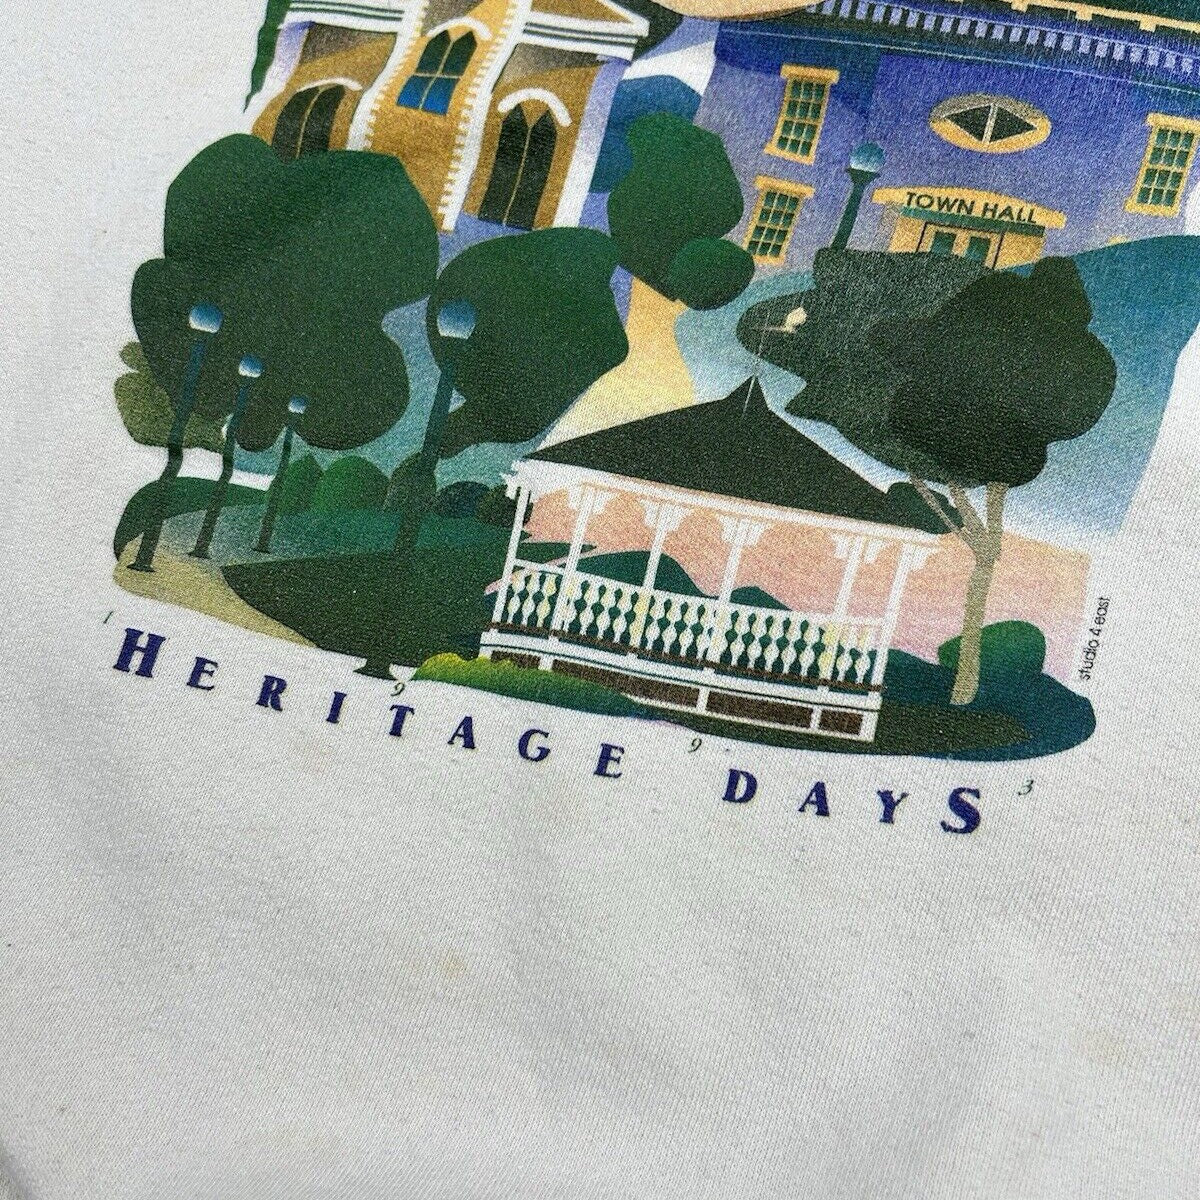 TOWN HALL
studio 4 east
1 9 9 3
HERITAGE DAYS